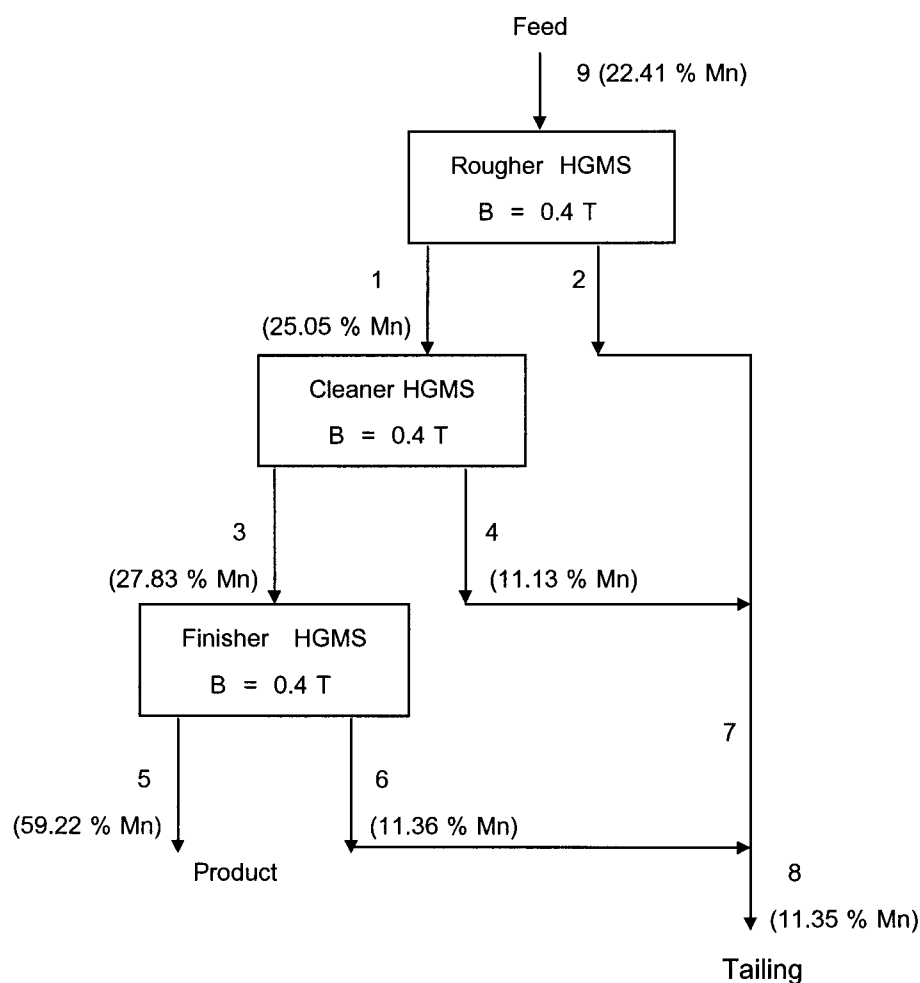 Feed
9 (22.41 % Mn)
Rougher HGMS
B = 0.4 T
1
2
(25.05 % Mn)
Cleaner HGMS
B = 0.4 T
3
4
(27.83 % Mn)
(11.13 % Mn)
Finisher HGMS
B = 0.4 T
7
5
6
(59.22 % Mn)
(11.36 % Mn)
Product
8
(11.35 % Mn)
Tailing